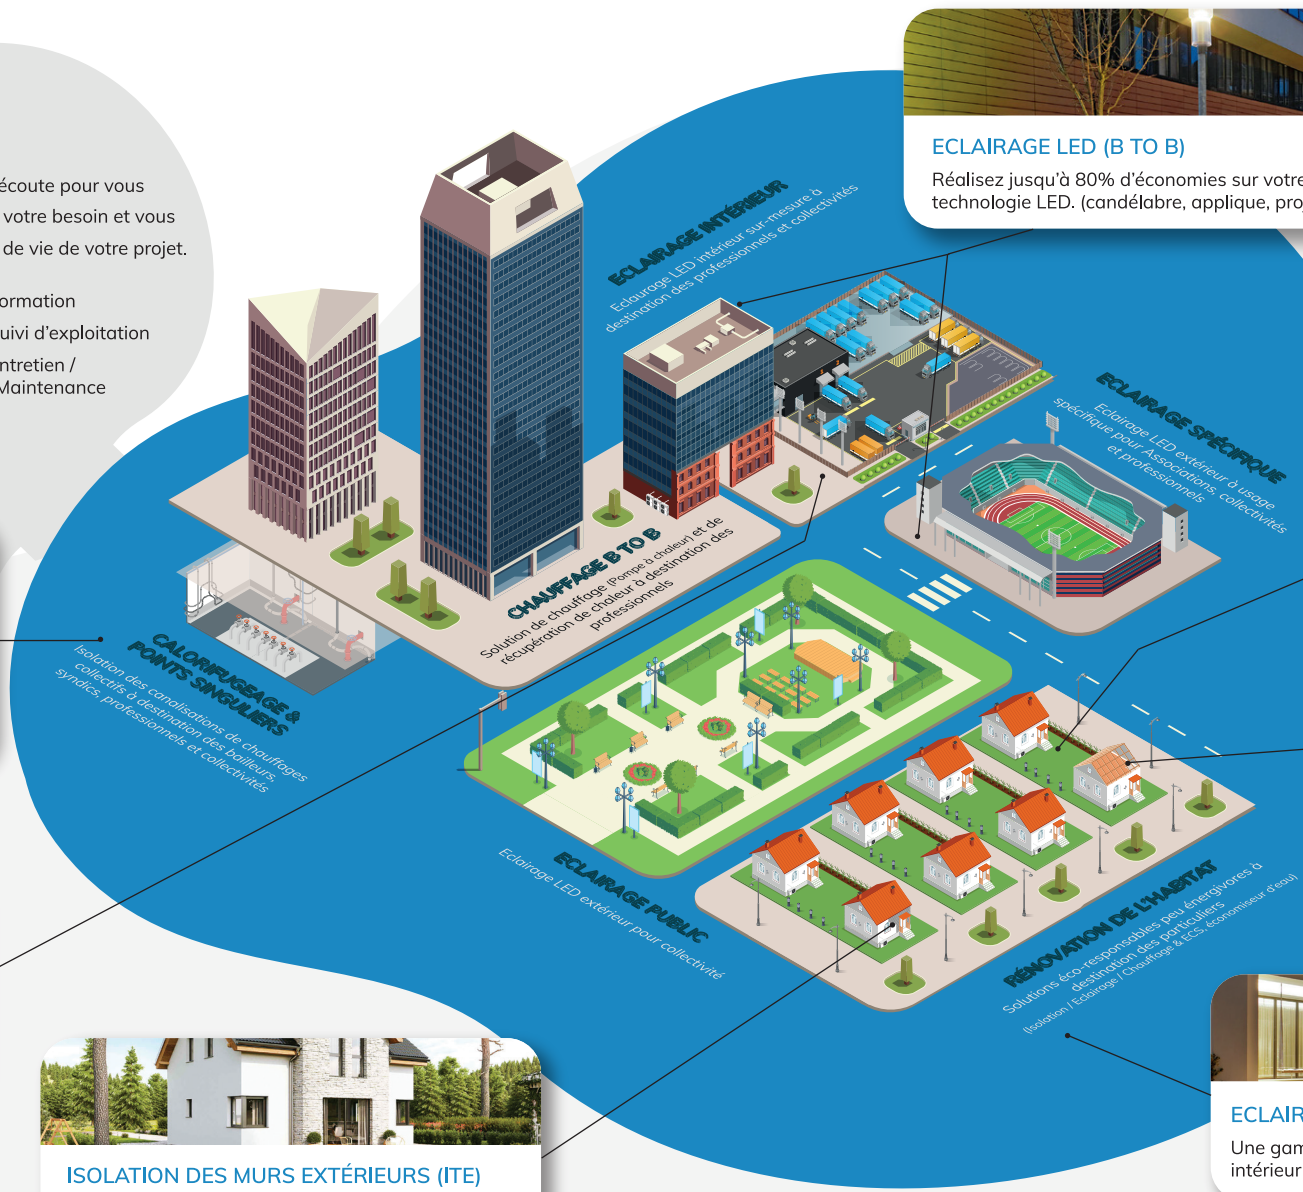 écoute pour vous
votre besoin et vous
de vie de votre projet.
ormation
uivi d'exploitation
ntretien /
Maintenance
ECLAIRAGE LED (B TO B)
Réalisez jusqu'à 80% d'économies sur votre
technologie LED. (candélabre, applique, proj
ECLAIRAGE INTÉRIEUR
Eclaurage LED intérieur sur-mesure à
destination des professionnels et collectivités
ECLAIRAGE SPÉCIFIQUE
Eclairage LED extérieur à usage
spécifique pour Associations, collectivités
et professionnels
CHAUFFAGE B TO B
Solution de chauffage (Pompe à chaleur) et de
récupération de chaleur à destination des
professionnels
CALORIFUGEAGE &
POINTS SINGULIERS
Isolation des canalisations de chauffages
collectifs à destination des bailleurs,
syndics, professionnels et collectivités
ECLAIRAGE PUBLIC
Eclairage LED extérieur pour collectivité
RÉNOVATION DE L'HABITAT
Solutions éco-responsables peu énergivores à
destination des particuliers
(Isolation / Eclairage / Chauffage & ECS, économiseur d'eau)
ISOLATION DES MURS EXTÉRIEURS (ITE)
ECLAIR
Une gam
intérieur